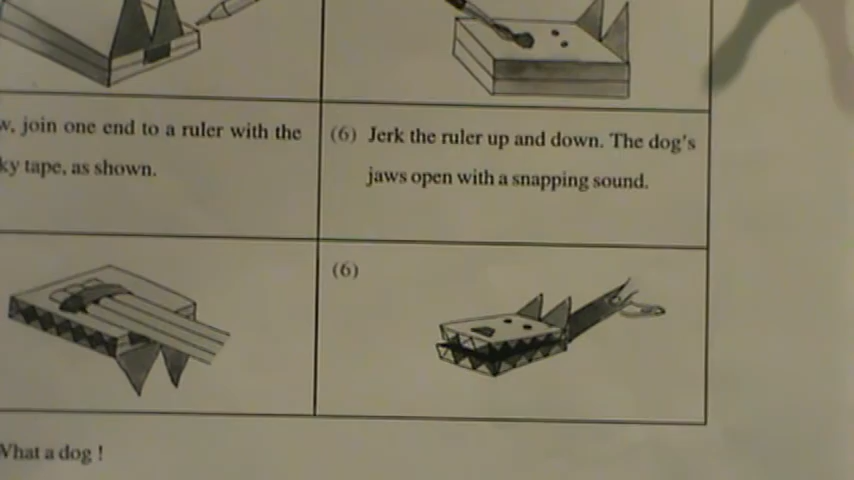 join one end to a ruler with the
tape, as shown.
(6) Jerk the ruler up and down. The dog's
jaws open with a snapping sound.
(6)
What a dog !